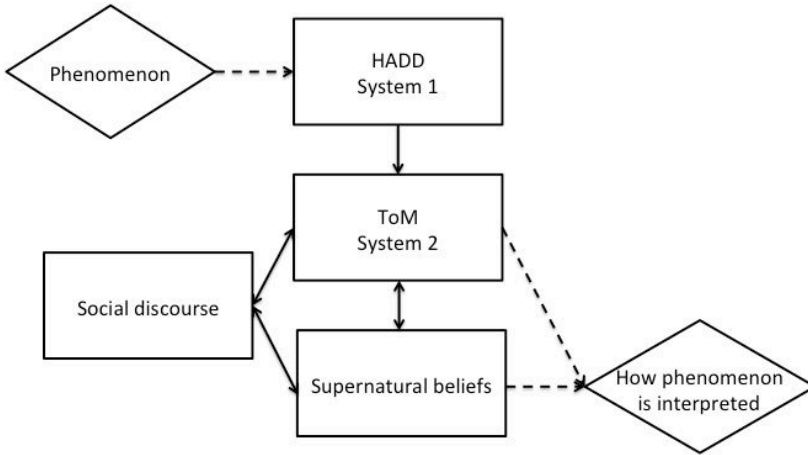 Phenomenon
HADD
System 1
ToM
System 2
Social discourse
Supernatural beliefs
How phenomenon
is interpreted